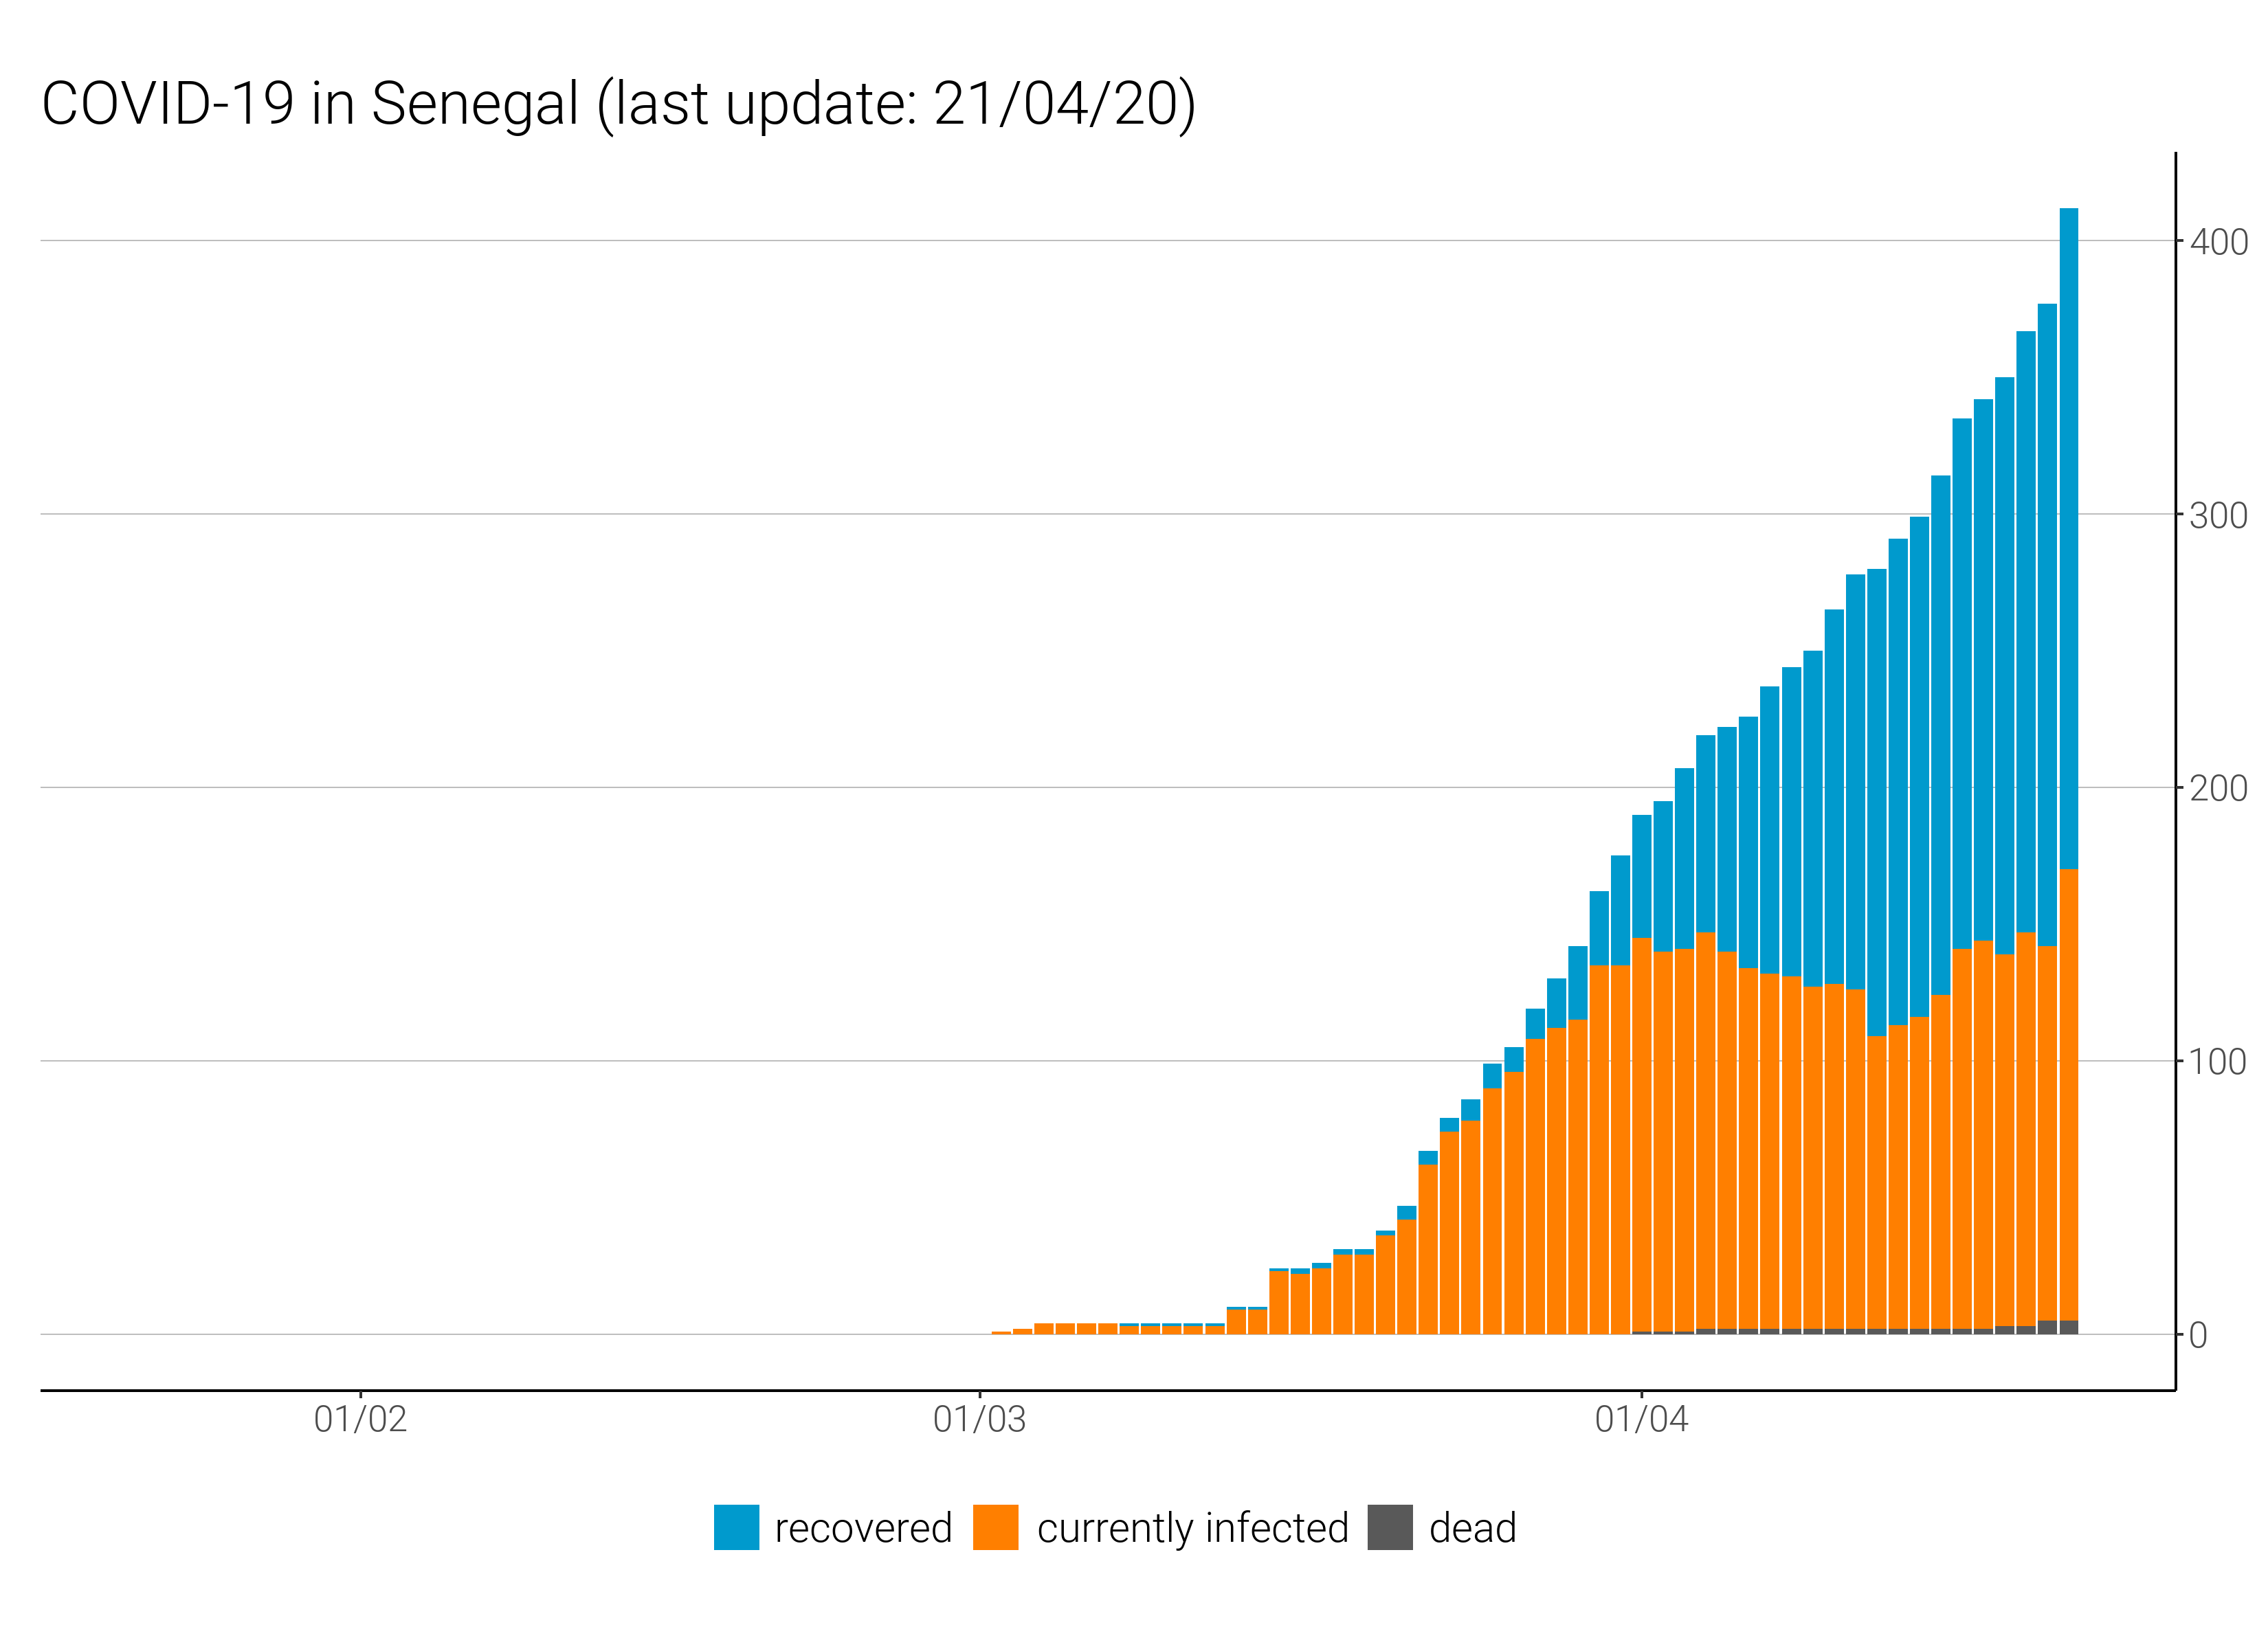 COVID-19 in Senegal (last update: 21/04/20)
400
300
200
100
0
01/02 01/03 01/04
recovered currently infected dead